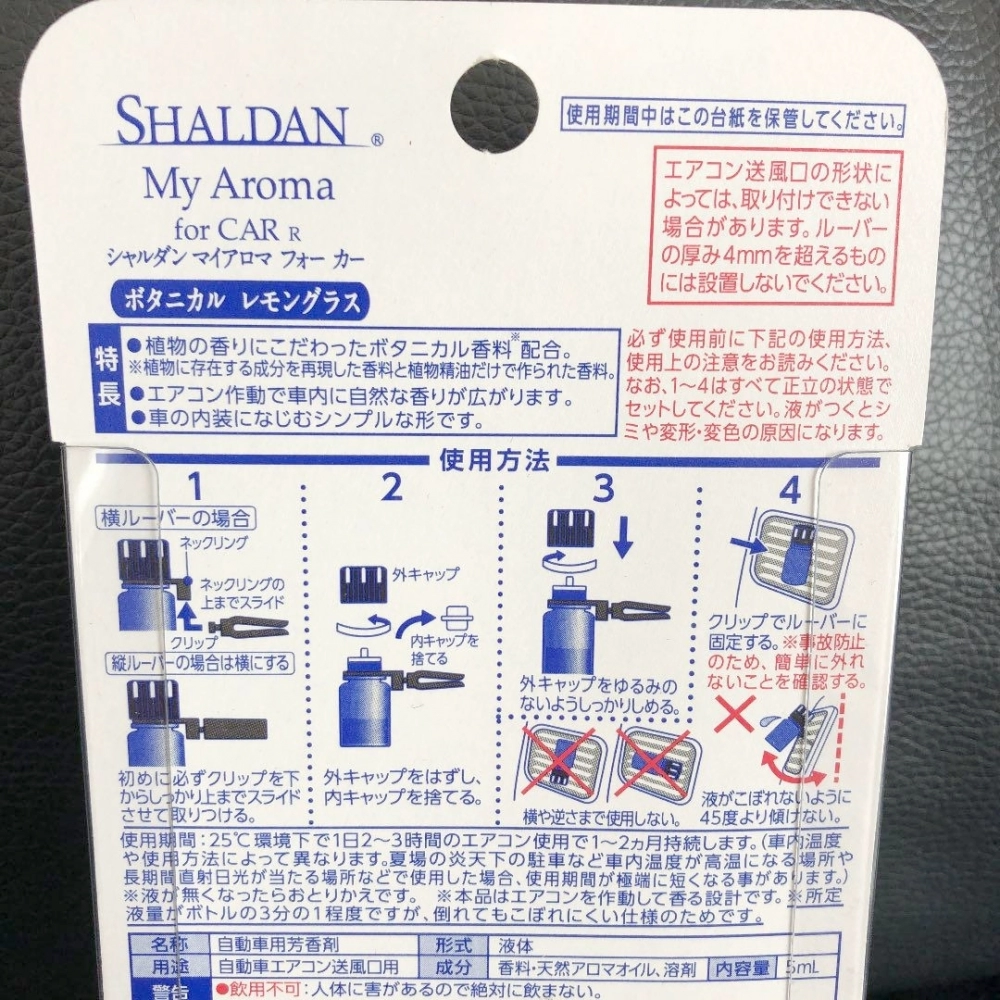 SHALDAN ®
My Aroma
for CAR R
シャルダン マイアロマ フォー カー
ボタニカル レモングラス
使用期間中はこの台紙を保管してください。
エアコン送風口の形状に
よっては、取り付けできない
場合があります。ルーバー
の厚み4mmを超えるもの
には設置しないでください。
特長
●植物の香りにこだわったボタニカル香料※配合。
※植物に存在する成分を再現した香料と植物精油だけで作られた香料。
●エアコン作動で車内に自然な香りが広がります。
●車の内装になじむシンプルな形です。
必ず使用前に下記の使用方法、
使用上の注意をお読みください。
なお、1〜4はすべて正立の状態で
セットしてください。液がつくとシ
ミや変形・変色の原因になります。
使用方法
1
横ルーバーの場合
ネックリング
ネックリングの
上までスライド
クリップ
縦ルーバーの場合は横にする
初めに必ずクリップを下
からしっかり上までスライド
させて取りつける。
2
外キャップ
内キャップを
捨てる
外キャップをはずし、
内キャップを捨てる。
3
外キャップをゆるみの
ないようしっかりしめる。
横や逆さまで使用しない。
4
クリップでルーバーに
固定する。※事故防止
のため、簡単に外れ
ないことを確認する。
液がこぼれないように
45度より傾けない。
使用期間:25℃環境下で1日2〜3時間のエアコン使用で1〜2ヵ月持続します。(車内温度
や使用方法によって異なります。夏場の炎天下の駐車など車内温度が高温になる場所や
長期間直射日光が当たる場所などで使用した場合、使用期間が極端に短くなる事があります。)
※液が無くなったらおとりかえです。 ※本品はエアコンを作動して香る設計です。※所定
液量がボトルの3分の1程度ですが、倒れてもこぼれにくい仕様のためです。
名称 自動車用芳香剤 形式 液体
用途 自動車エアコン送風口用 成分 香料・天然アロマオイル、溶剤 内容量 5mL
警告 ●飲用不可:人体に害があるので絶対に飲まない。